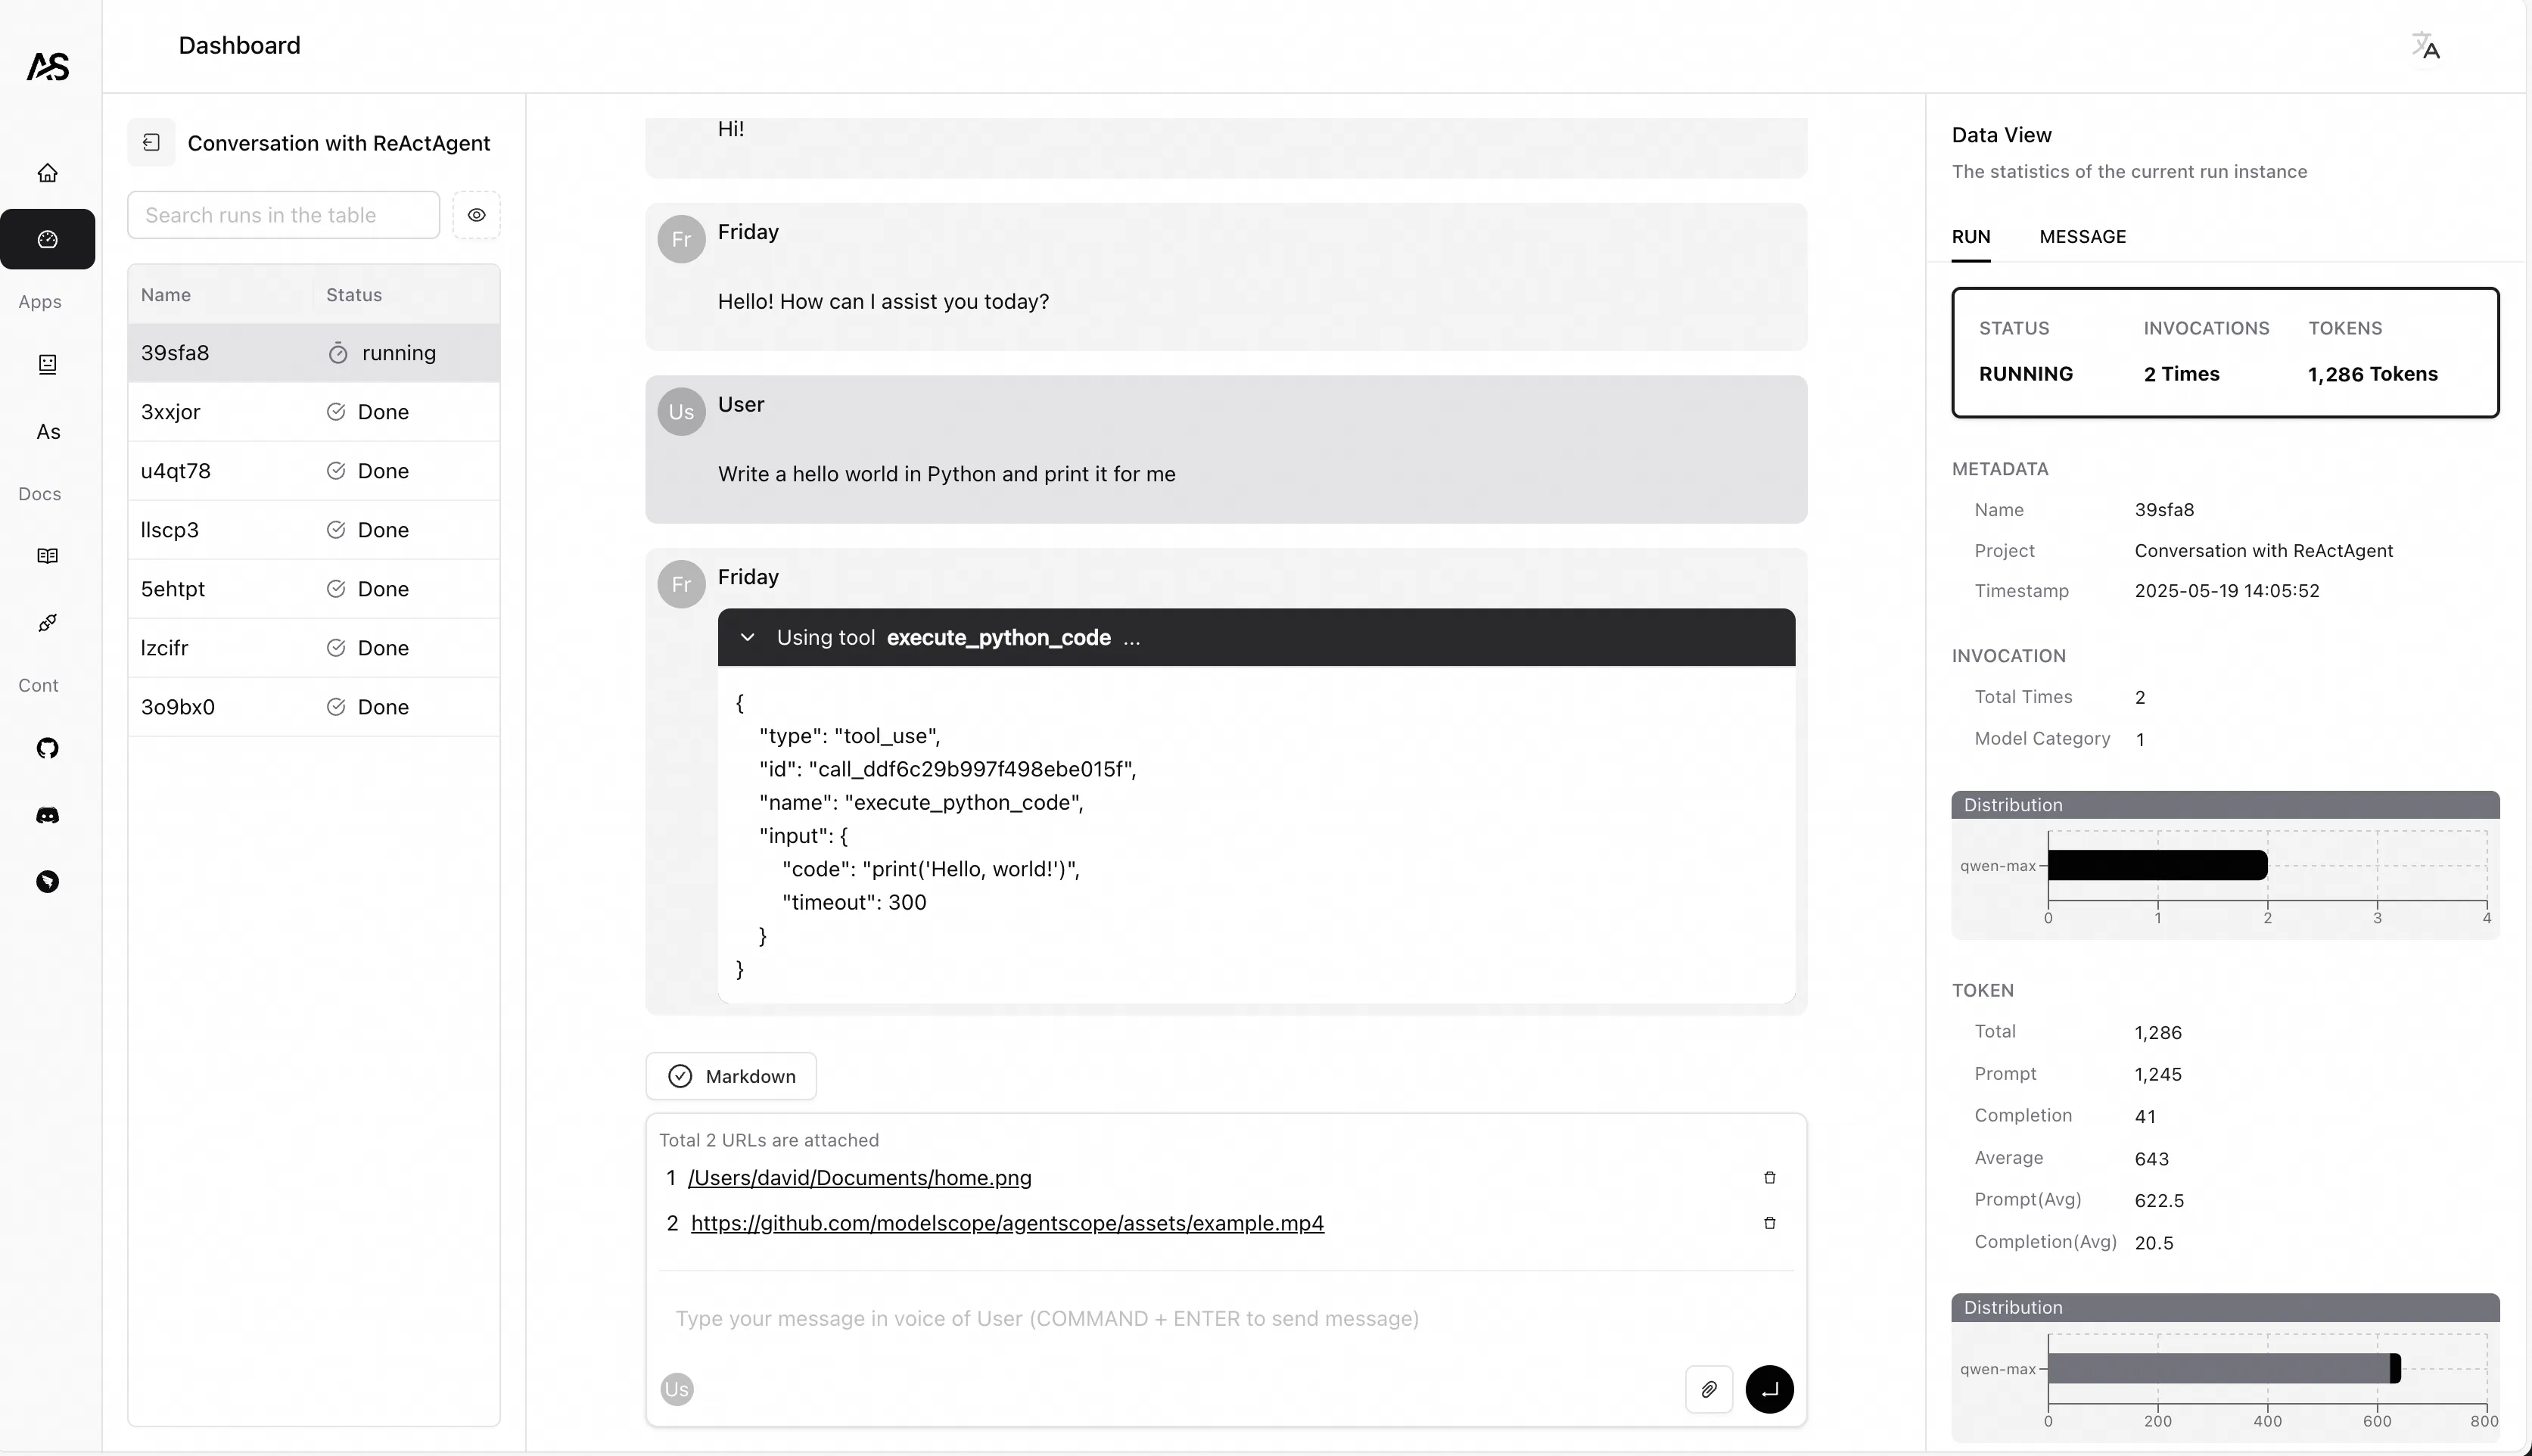 AS
Dashboard
文A
Apps
As
Docs
Cont
Conversation with ReActAgent
Search runs in the table
Name Status
39sfa8 running
3xxjor Done
u4qt78 Done
llscp3 Done
5ehtpt Done
lzcifr Done
3o9bx0 Done
Hi!
Fr Friday
Hello! How can I assist you today?
Us User
Write a hello world in Python and print it for me
Fr Friday
Using tool execute_python_code ...
{
"type": "tool_use",
"id": "call_ddf6c29b997f498ebe015f",
"name": "execute_python_code",
"input": {
"code": "print('Hello, world!')",
"timeout": 300
}
}
Markdown
Total 2 URLs are attached
1 /Users/david/Documents/home.png
2 https://github.com/modelscope/agentscope/assets/example.mp4
Type your message in voice of User (COMMAND + ENTER to send message)
Us
Data View
The statistics of the current run instance
RUN MESSAGE
STATUS INVOCATIONS TOKENS
RUNNING 2 Times 1,286 Tokens
METADATA
Name 39sfa8
Project Conversation with ReActAgent
Timestamp 2025-05-19 14:05:52
INVOCATION
Total Times 2
Model Category 1
Distribution
qwen-max
0 1 2 3 4
TOKEN
Total 1,286
Prompt 1,245
Completion 41
Average 643
Prompt(Avg) 622.5
Completion(Avg) 20.5
Distribution
qwen-max
0 200 400 600 800